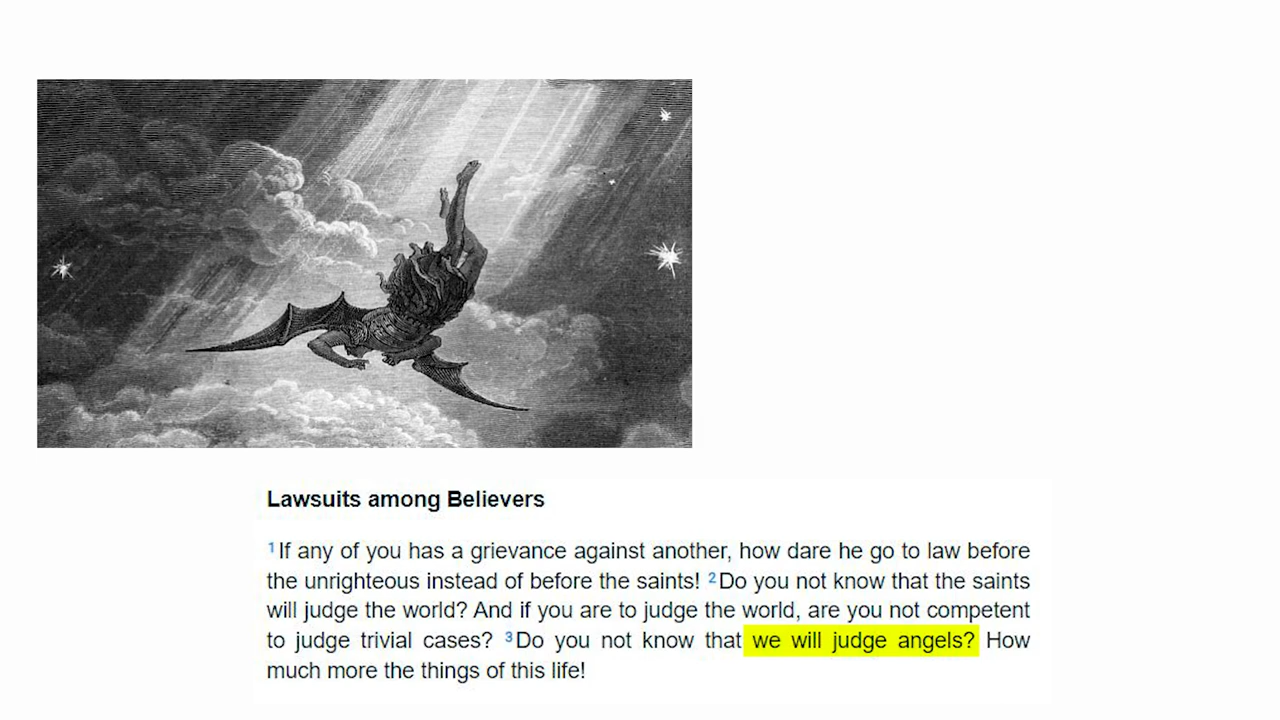 Lawsuits among Believers
1 If any of you has a grievance against another, how dare he go to law before
the unrighteous instead of before the saints! 2 Do you not know that the saints
will judge the world? And if you are to judge the world, are you not competent
to judge trivial cases? 3 Do you not know that we will judge angels? How
much more the things of this life!